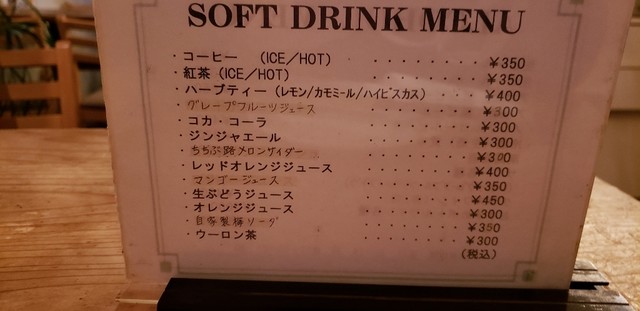 SOFT DRINK MENU
・コーヒー (ICE/HOT) ・・・・・・・・ ¥350
・紅茶 (ICE/HOT) ・・・・・・・・ ¥350
・ハーブティー (レモン/カモミール/ハイビスカス) ・・・・・・・・ ¥400
・グレープフルーツジュース ・・・・・・・・ ¥300
・コカ・コーラ ・・・・・・・・ ¥300
・ジンジャエール ・・・・・・・・ ¥300
・ちちぶ路メロンサイダー ・・・・・・・・ ¥300
・レッドオレンジジュース ・・・・・・・・ ¥400
・マンゴージュース ・・・・・・・・ ¥350
・生ぶどうジュース ・・・・・・・・ ¥450
・オレンジジュース ・・・・・・・・ ¥300
・自家製梅ソーダ ・・・・・・・・ ¥350
・ウーロン茶 ・・・・・・・・ ¥300
(税込)